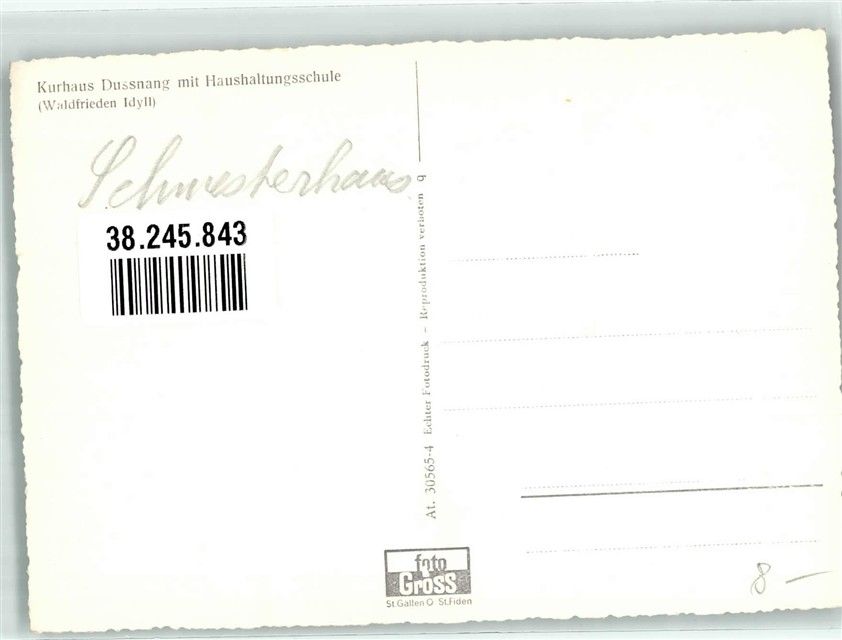 Kurhaus Dussnang mit Haushaltungsschule
(Waldfrieden Idyll)
Schwesterhaus
38.245.843
At. 30565-4 Echter Fotodruck – Reproduktion verboten q
foto
Gross
St.Gallen O St.Fiden
8 –